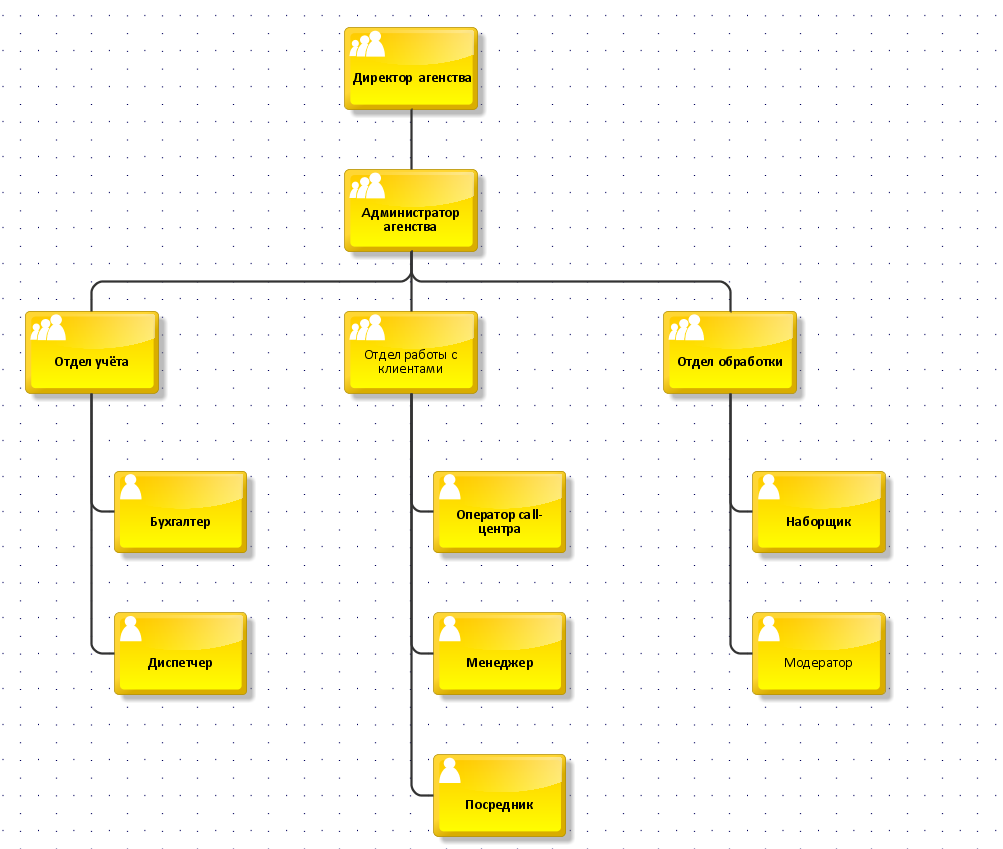 Директор агенства
Администратор
агенства
Отдел учёта
Отдел работы с
клиентами
Отдел обработки
Бухгалтер
Оператор call-
центра
Наборщик
Диспетчер
Менеджер
Модератор
Посредник